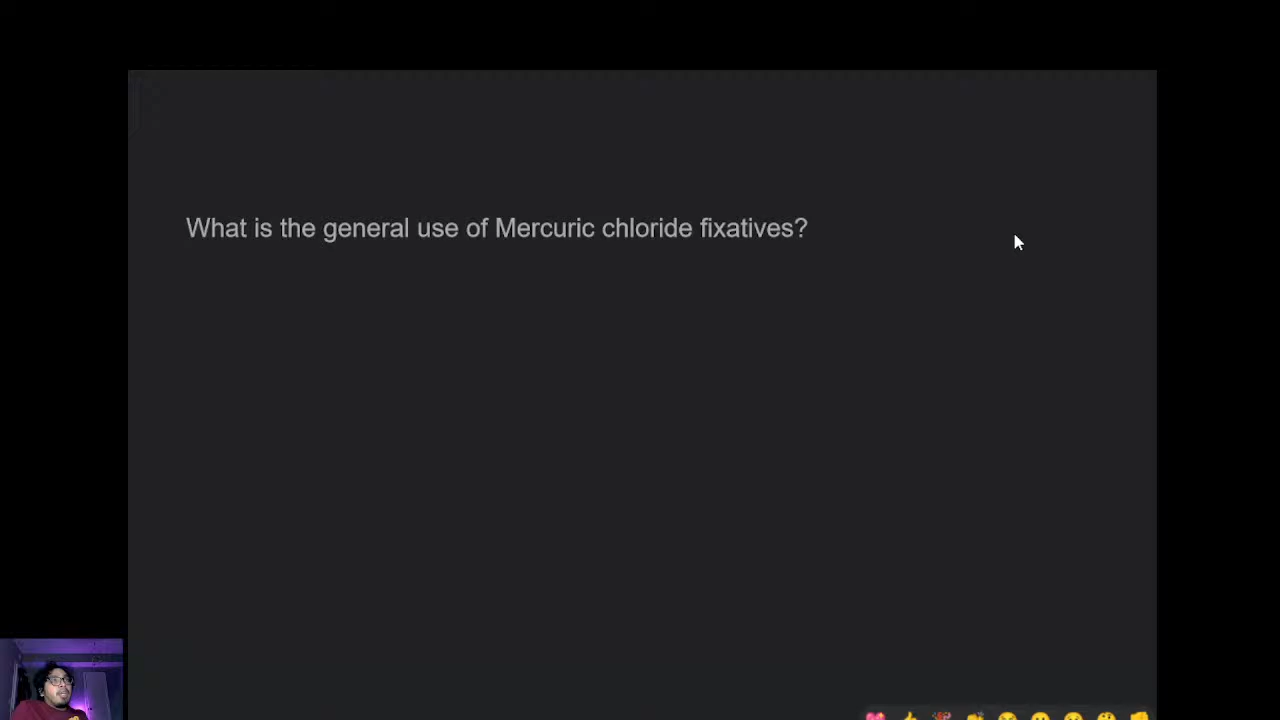 What is the general use of Mercuric chloride fixatives?